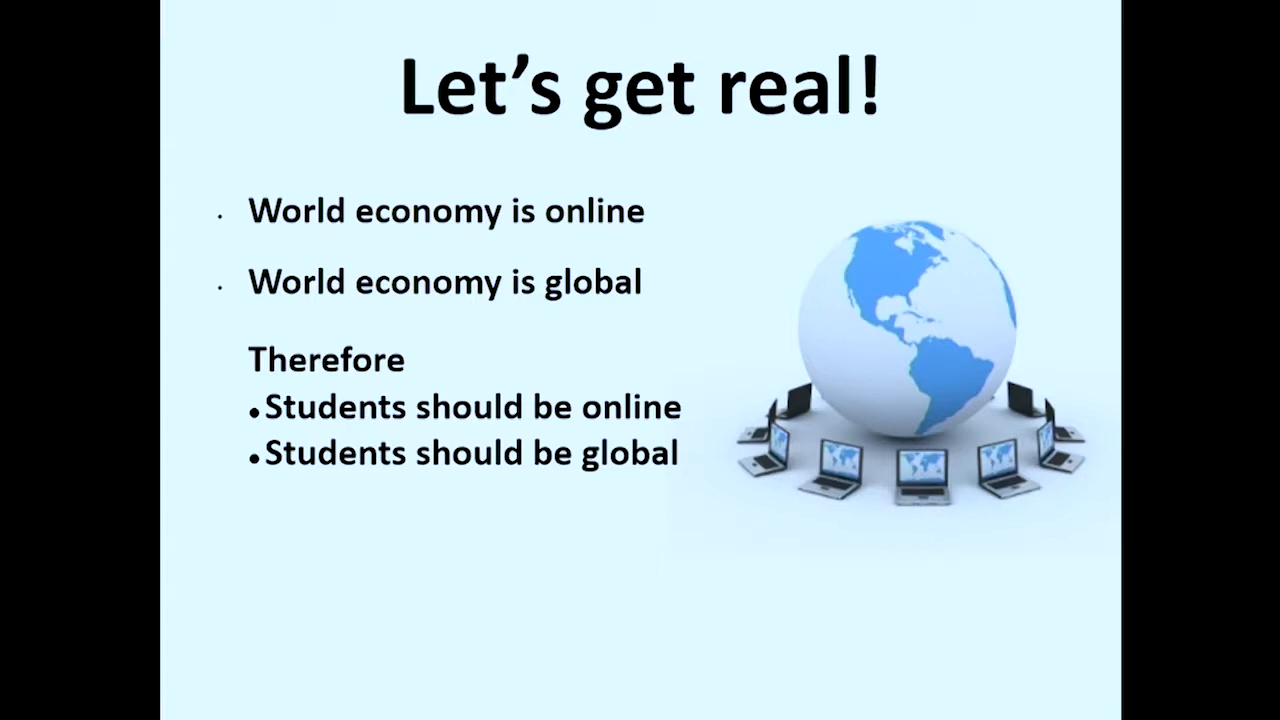 Let’s get real!
· World economy is online
· World economy is global
Therefore
● Students should be online
● Students should be global